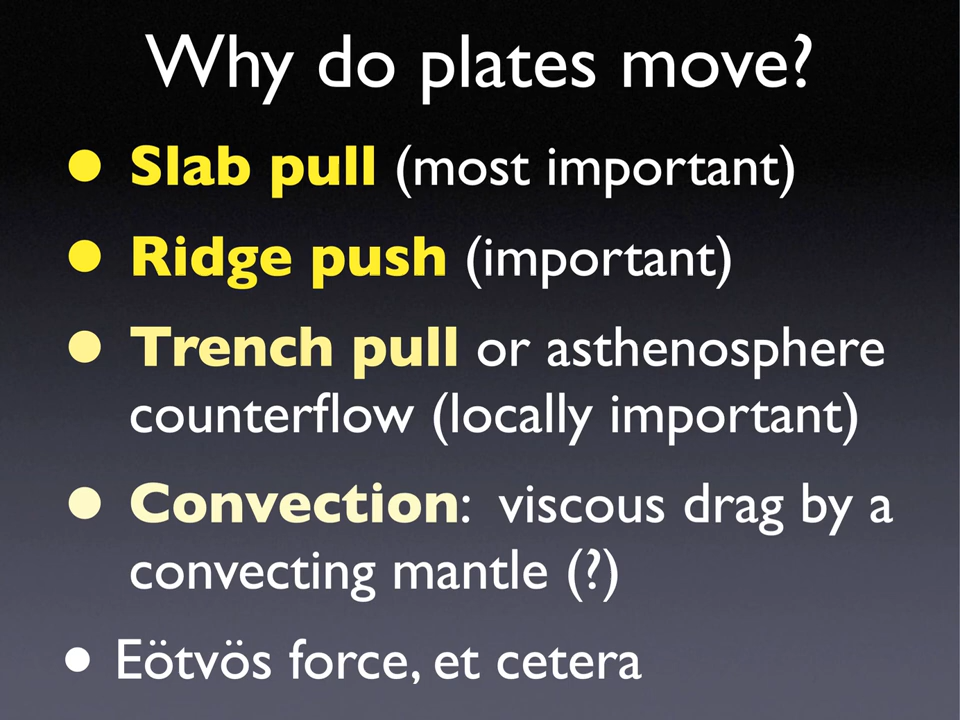 Why do plates move?
• Slab pull (most important)
• Ridge push (important)
• Trench pull or asthenosphere
counterflow (locally important)
• Convection: viscous drag by a
convecting mantle (?)
• Eötvös force, et cetera